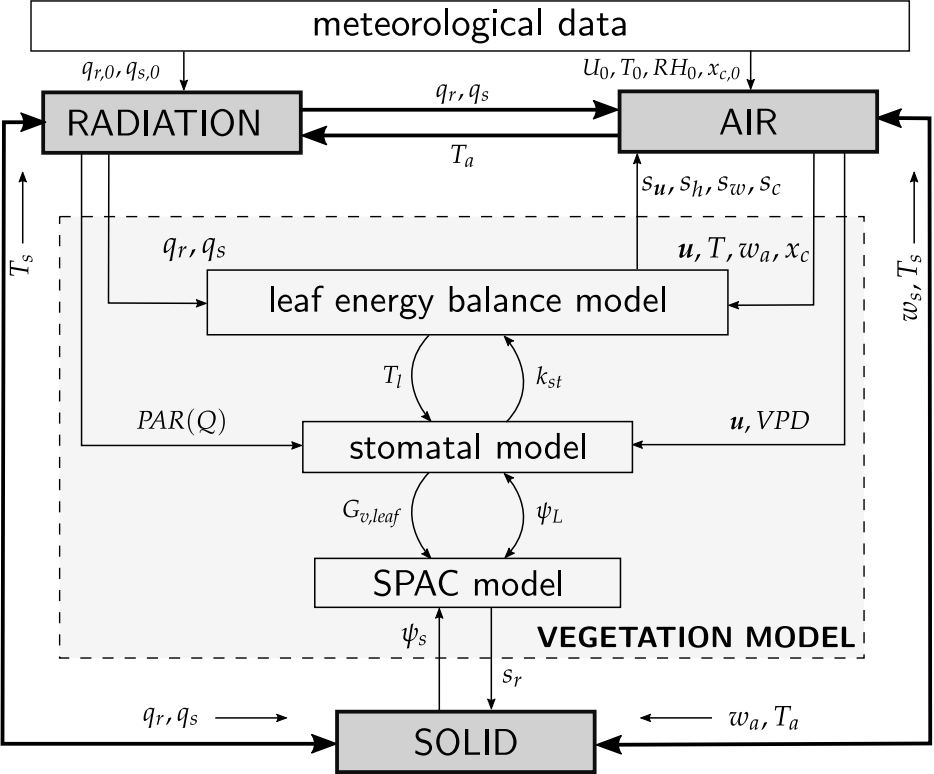 meteorological data
q_{r,0}, q_{s,0}
U_0, T_0, RH_0, x_{c,0}
RADIATION
q_r, q_s
AIR
T_a
s_u, s_h, s_w, s_c
T_s
q_r, q_s
u, T, w_a, x_c
w_s, T_s
leaf energy balance model
T_l
k_{st}
PAR(Q)
u, VPD
stomatal model
G_{v,leaf}
ψ_L
SPAC model
ψ_s
VEGETATION MODEL
s_r
q_r, q_s
w_a, T_a
SOLID